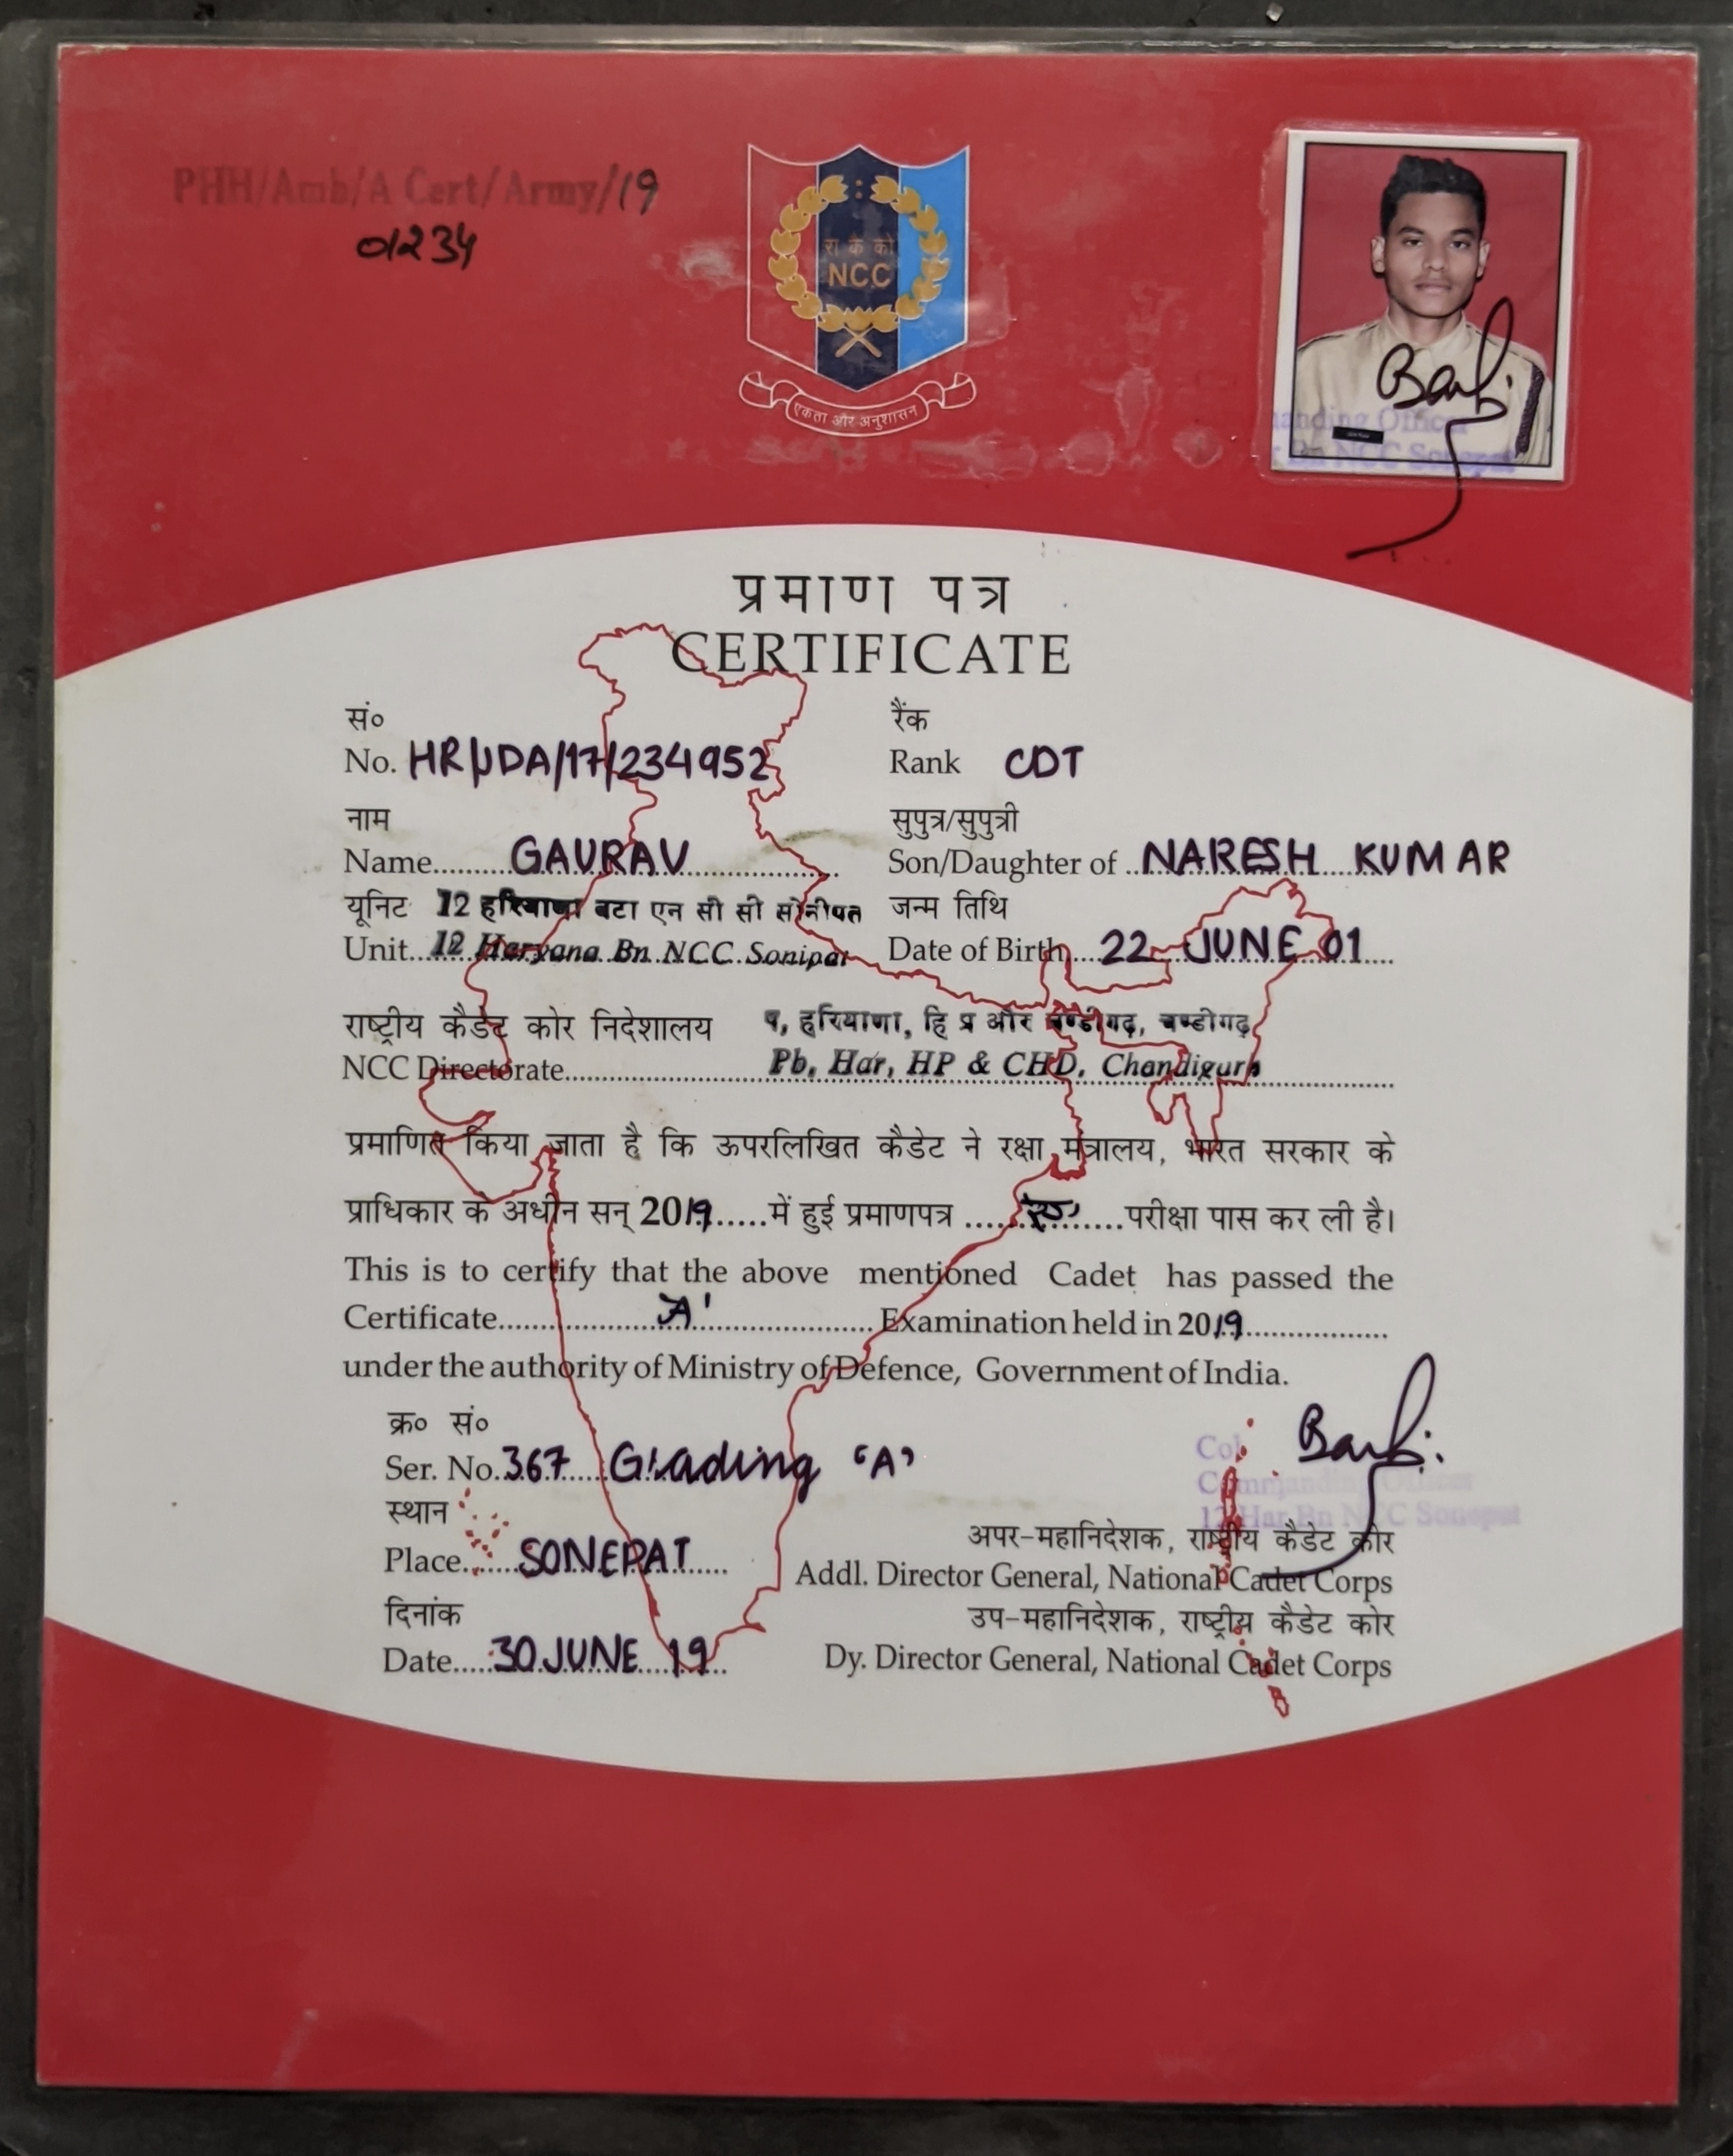 PHH/Amb/A Cert/Army/19
01234
रा कै को
NCC
एकता और अनुशासन
Commanding Officer
Bn NCC Sonepat
प्रमाण पत्र
CERTIFICATE
सं० रैंक
No. HR/JDA/17/234952 Rank CDT
नाम सुपुत्र/सुपुत्री
Name.........GAURAV.................. Son/Daughter of ..NARESH KUMAR
यूनिट 12 हरियाणा बटा एन सी सी सोनीपत जन्म तिथि
Unit...12 Haryana Bn NCC Sonipat Date of Birth....22 JUNE 01....
राष्ट्रीय कैडेट कोर निदेशालय प, हरियाणा, हि प्र और चण्डीगढ़, चण्डीगढ़
NCC Directorate.......... Pb, Har, HP & CHD, Chandigarh
प्रमाणित किया जाता है कि ऊपरलिखित कैडेट ने रक्षा मंत्रालय, भारत सरकार के
प्राधिकार के अधीन सन् 2019.....में हुई प्रमाणपत्र ......'ए'......परीक्षा पास कर ली है।
This is to certify that the above mentioned Cadet has passed the
Certificate..........'A'..........Examination held in 2019..........
under the authority of Ministry of Defence, Government of India.
क्र० सं०
Ser. No.367.....Grading 'A'
Col
Commanding Officer
12 Har Bn NCC Sonepat
स्थान
Place........SONEPAT......
अपर-महानिदेशक, राष्ट्रीय कैडेट कोर
Addl. Director General, National Cadet Corps
दिनांक
उप-महानिदेशक, राष्ट्रीय कैडेट कोर
Date.....30 JUNE 19..
Dy. Director General, National Cadet Corps